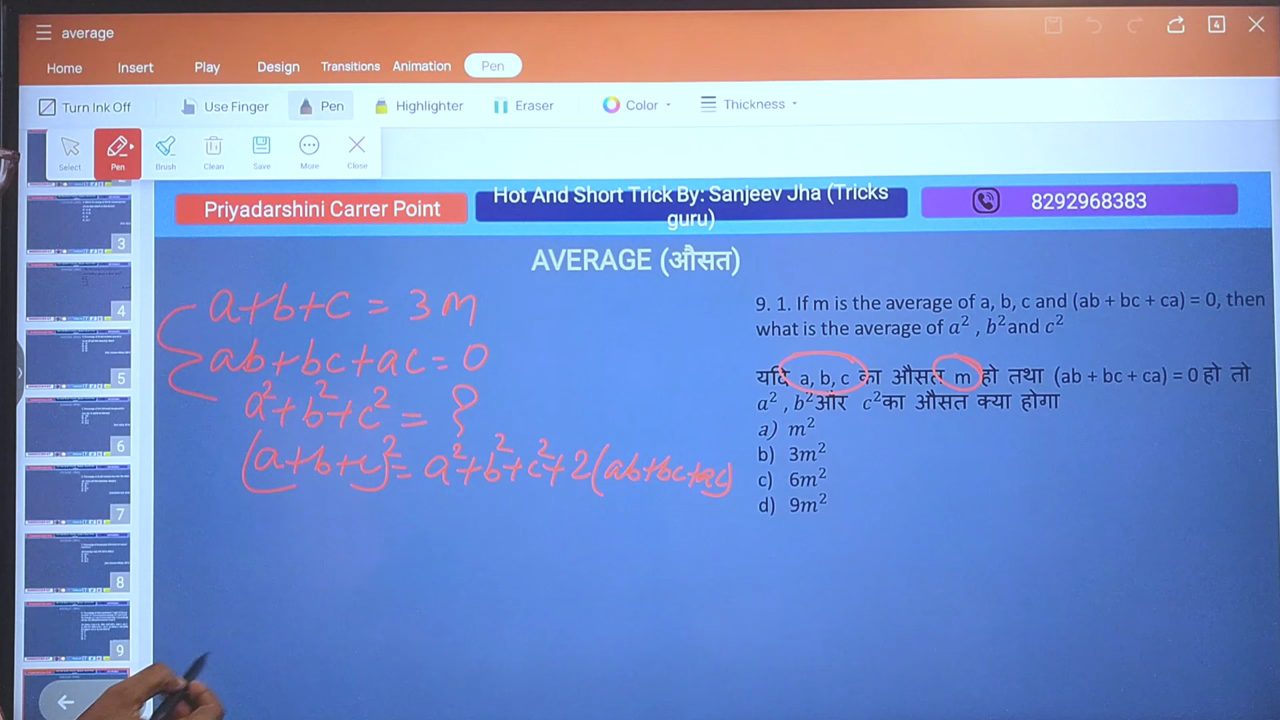 average
4
Home Insert Play Design Transitions Animation Pen
Turn Ink Off Use Finger Pen Highlighter Eraser Color Thickness
Select Pen Brush Clean Save More Close
Priyadarshini Carrer Point
Hot And Short Trick By: Sanjeev Jha (Tricks
guru)
8292968383
AVERAGE (औसत)
a+b+c = 3m
ab+bc+ac=0
a²+b²+c² = ?
(a+b+c)²= a²+b²+c²+2(ab+bc+ac)
9. 1. If m is the average of a, b, c and (ab + bc + ca) = 0, then
what is the average of a² , b²and c²
यदि a, b, c का औसत m हो तथा (ab + bc + ca) = 0 हो तो
a² , b²और c²का औसत क्या होगा
a) m²
b) 3m²
c) 6m²
d) 9m²
3
4
5
6
7
8
9